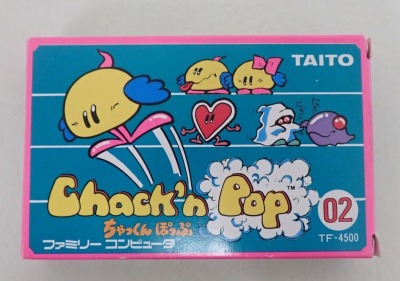 TAITO
Chack'n Pop™
ちゃっくんぽっぷ
02
ファミリー コンピュータ
TF-4500